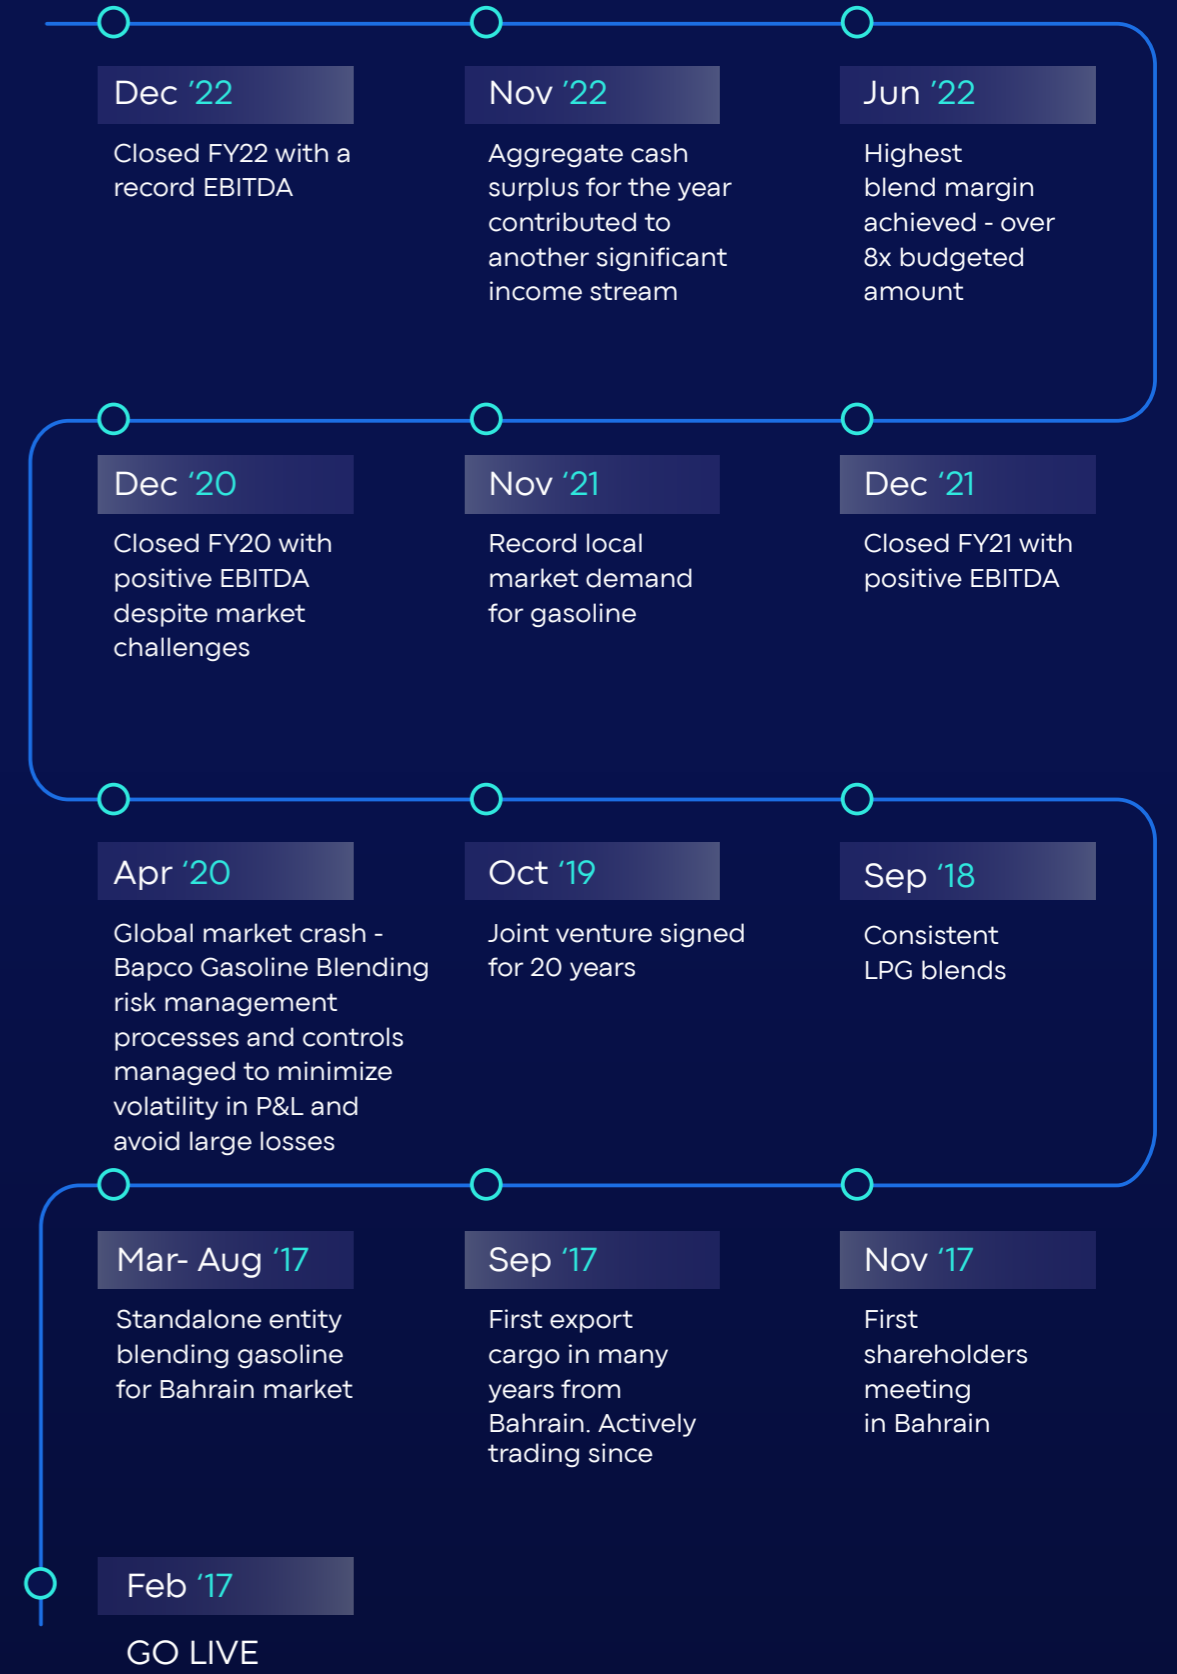 Dec ‘22
Closed FY22 with a
record EBITDA
Nov ‘22
Aggregate cash
surplus for the year
contributed to
another significant
income stream
Jun ‘22
Highest
blend margin
achieved - over
8x budgeted
amount
Dec ‘20
Closed FY20 with
positive EBITDA
despite market
challenges
Nov ‘21
Record local
market demand
for gasoline
Dec ‘21
Closed FY21 with
positive EBITDA
Apr ‘20
Global market crash -
Bapco Gasoline Blending
risk management
processes and controls
managed to minimize
volatility in P&L and
avoid large losses
Oct ‘19
Joint venture signed
for 20 years
Sep ‘18
Consistent
LPG blends
Mar- Aug ‘17
Standalone entity
blending gasoline
for Bahrain market
Sep ‘17
First export
cargo in many
years from
Bahrain. Actively
trading since
Nov ‘17
First
shareholders
meeting
in Bahrain
Feb ‘17
GO LIVE